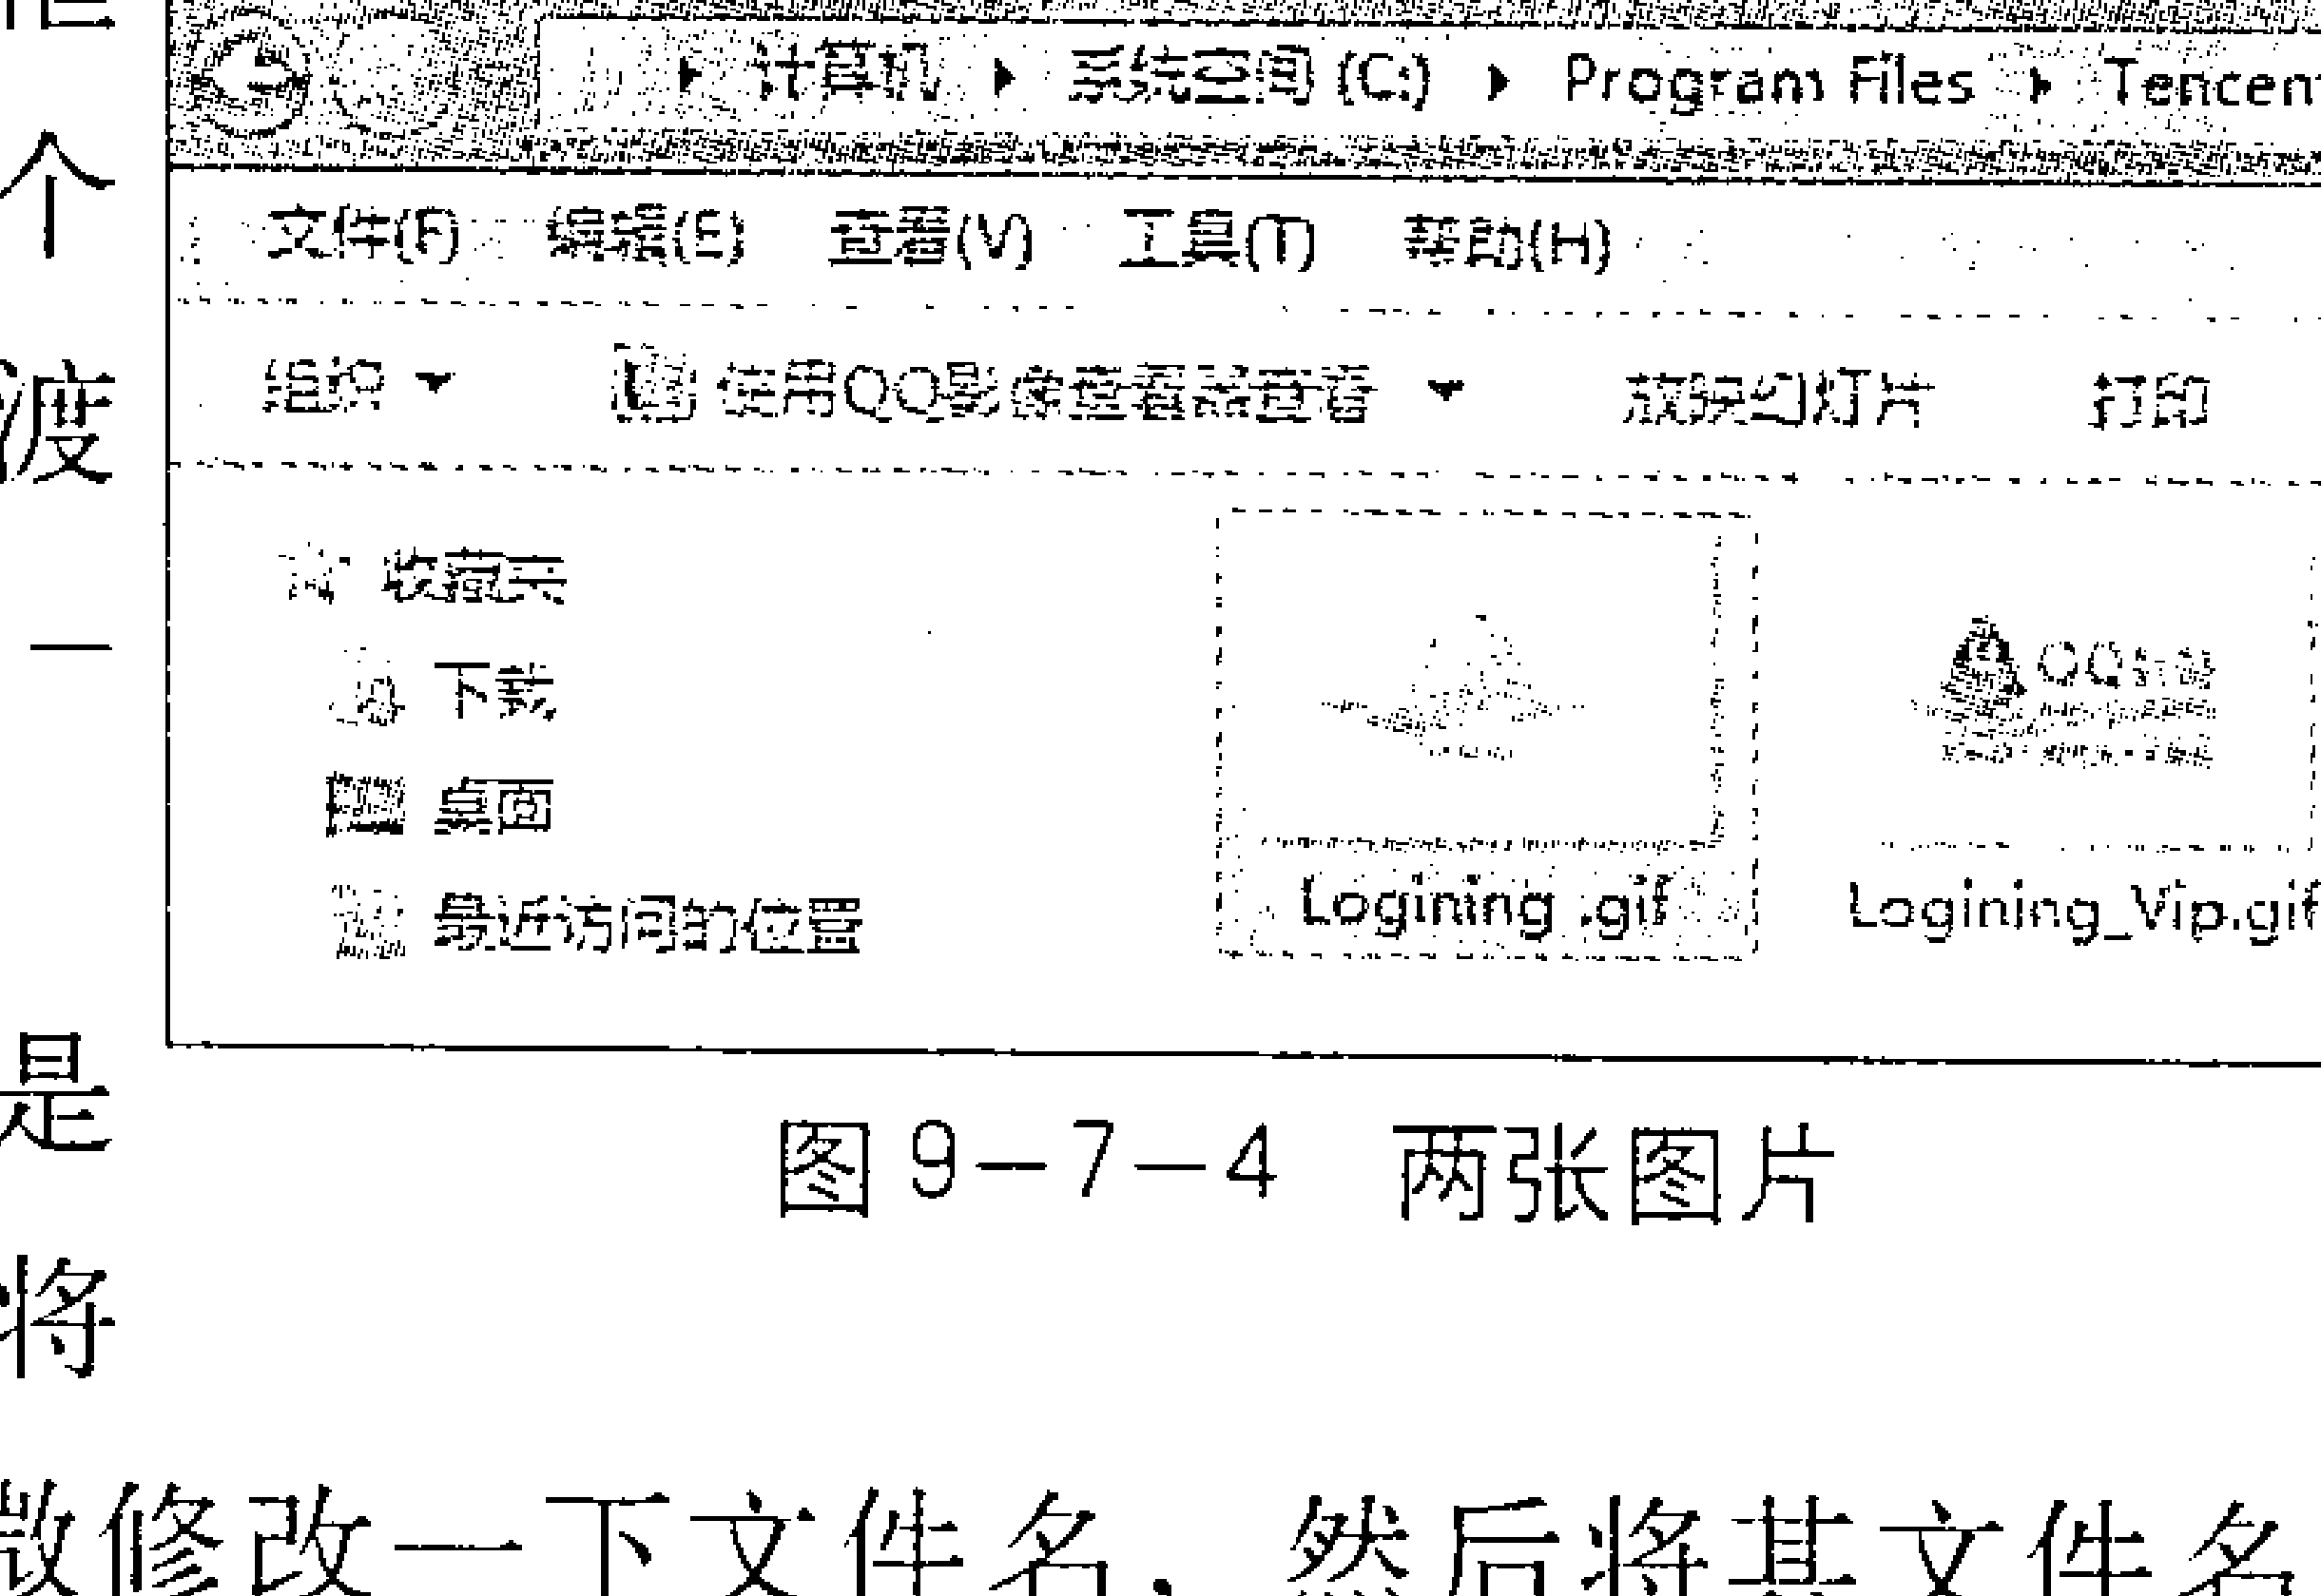 个
渡
一
是
将
计算机 系统空间 (C:) Program Files Tencent
文件(F) 编辑(E) 查看(V) 工具(T) 帮助(H)
组织 使用QQ影像查看器查看 放映幻灯片 打印
收藏夹
下载
桌面
最近访问的位置
QQ
Logining .gif Logining_Vip.gif
图 9-7-4 两张图片
微修改一下文件名，然后将其文件名